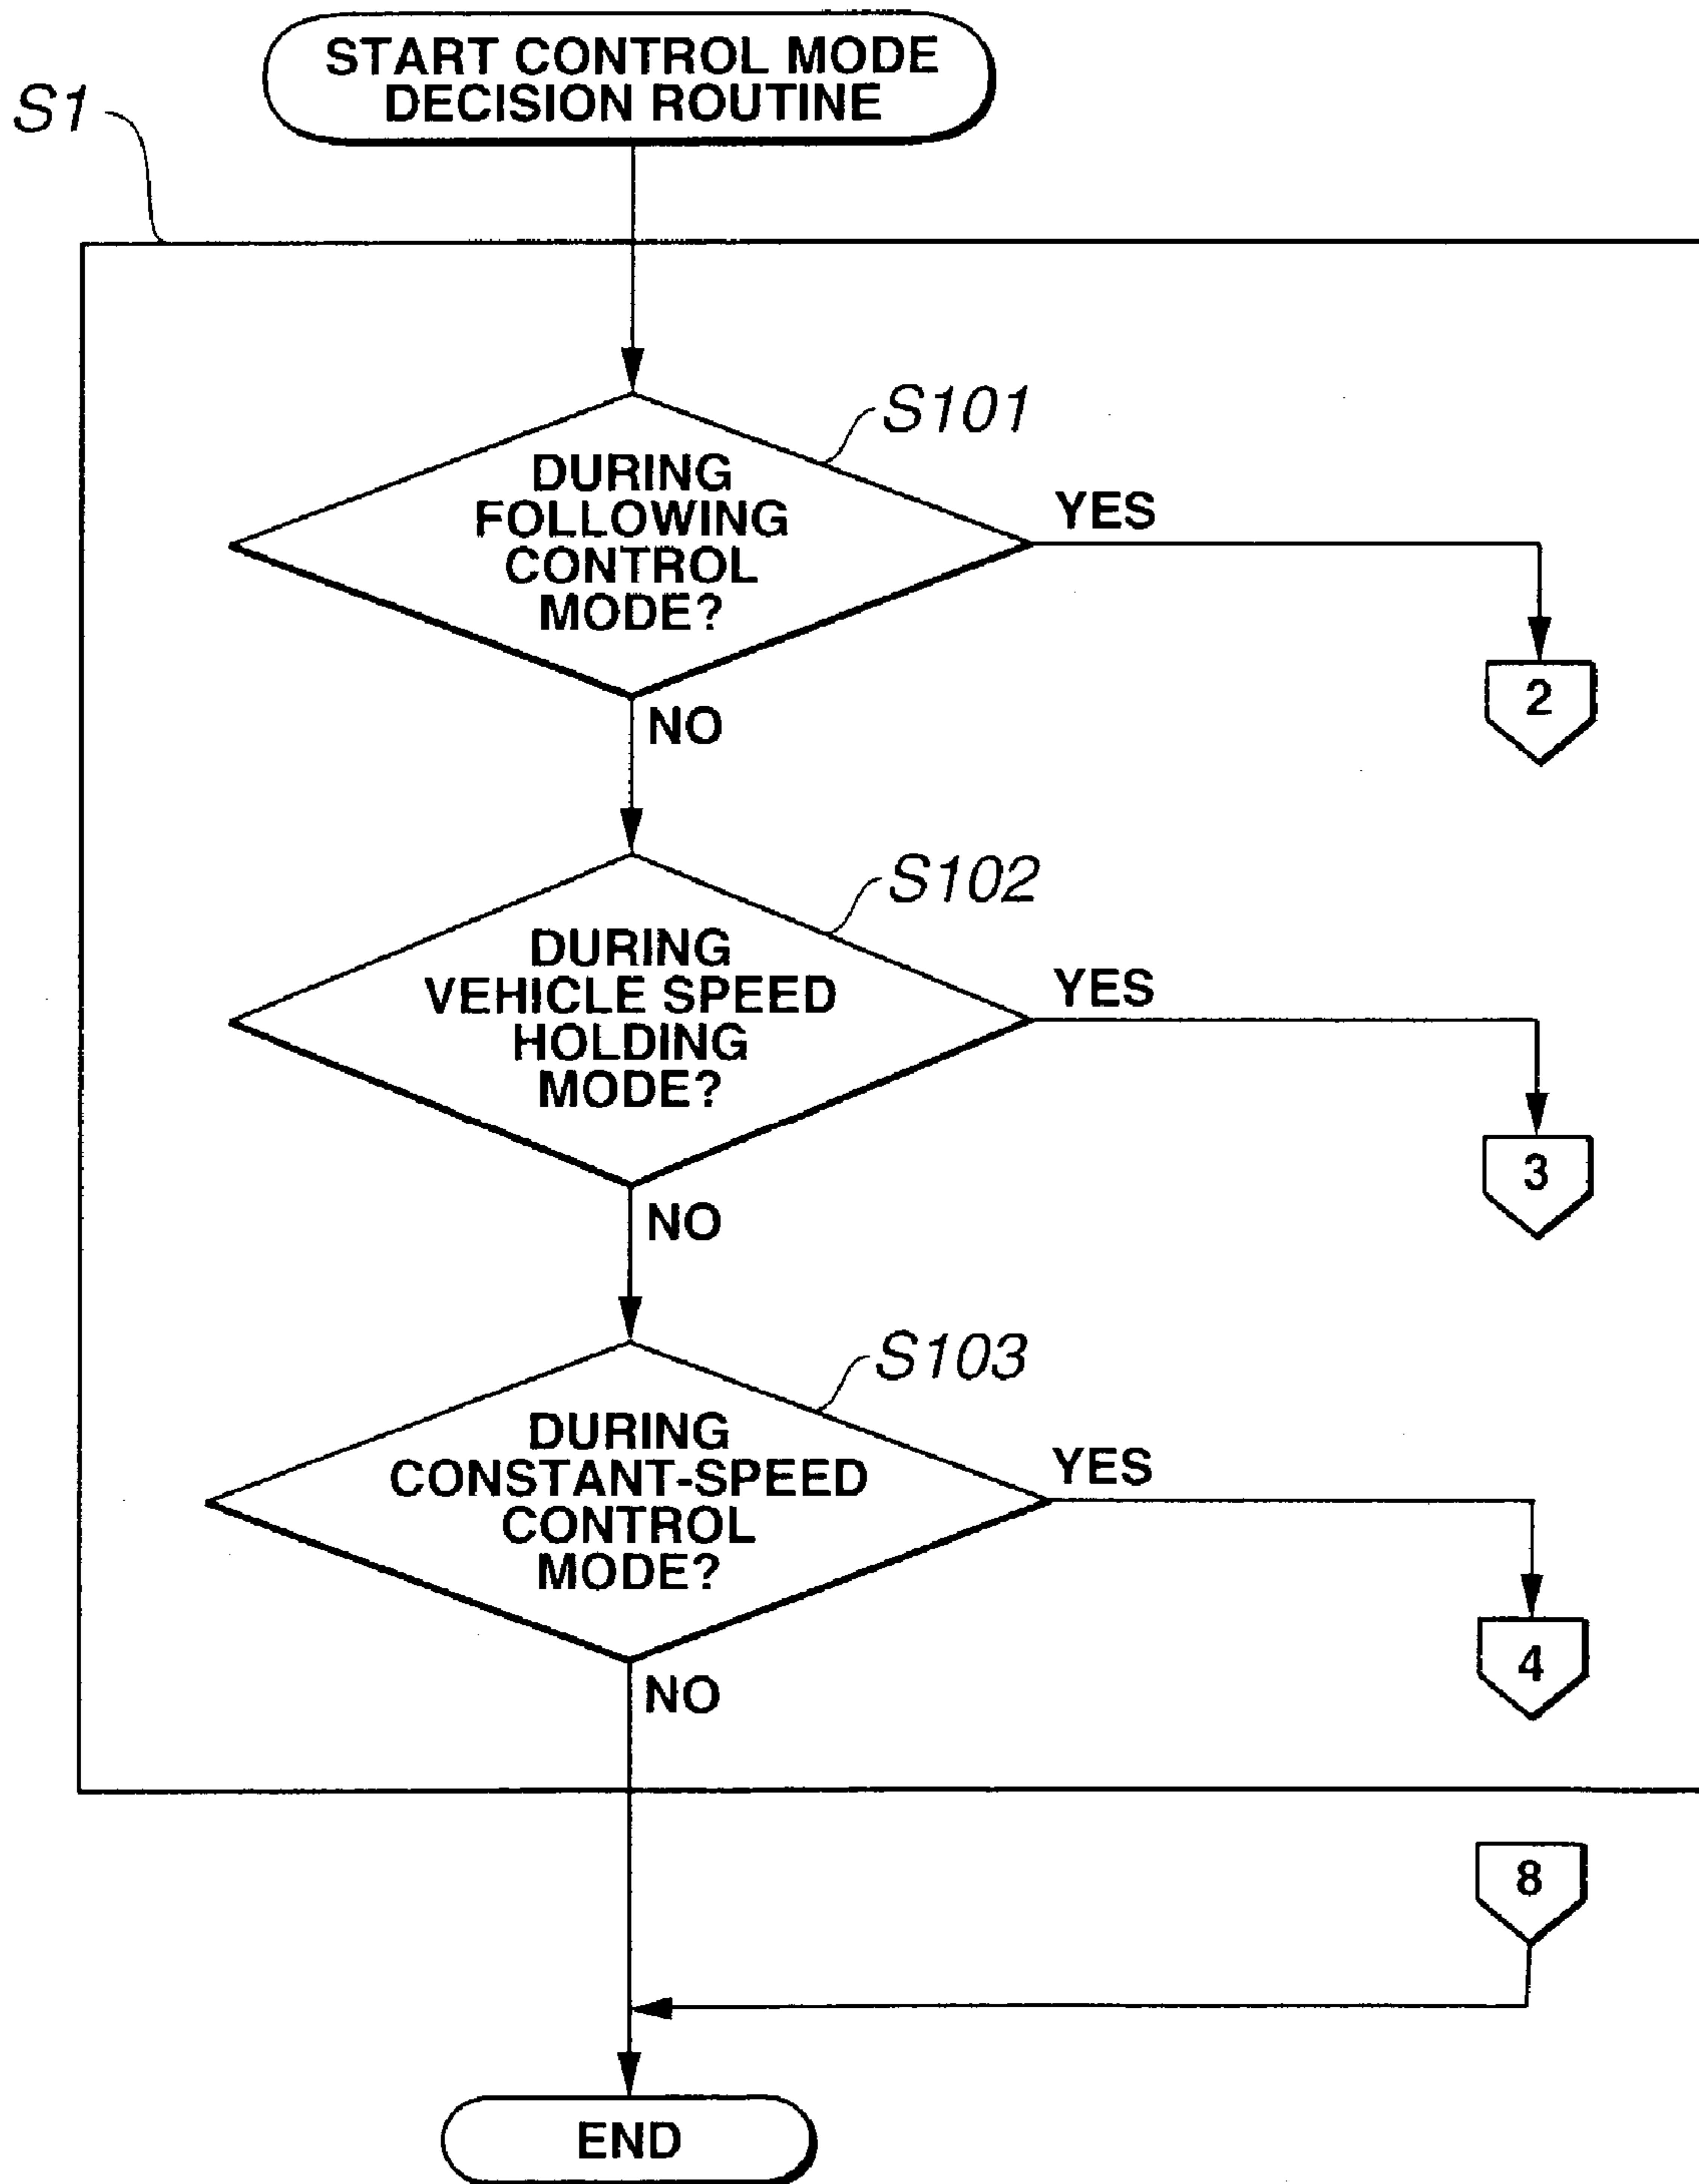 START CONTROL MODE
DECISION ROUTINE
S1
S101
DURING
FOLLOWING
CONTROL
MODE?
YES
2
NO
S102
DURING
VEHICLE SPEED
HOLDING
MODE?
YES
3
NO
S103
DURING
CONSTANT-SPEED
CONTROL
MODE?
YES
4
NO
8
END